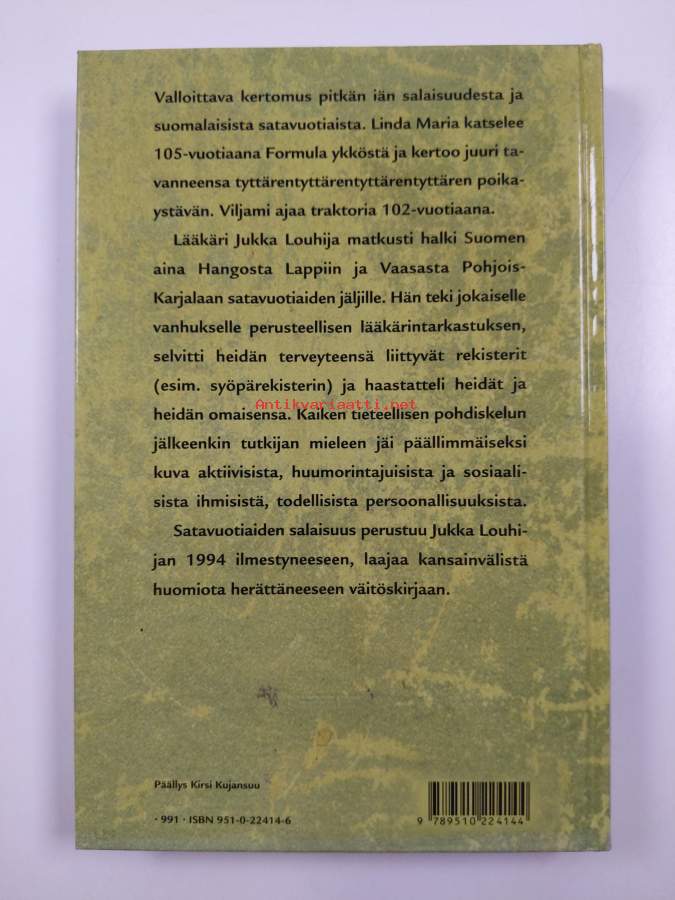 Valloittava kertomus pitkän iän salaisuudesta ja
suomalaisista satavuotiaista. Linda Maria katselee
105-vuotiaana Formula ykköstä ja kertoo juuri ta-
vanneensa tyttärentyttärentyttärentyttären poika-
ystävän. Viljami ajaa traktoria 102-vuotiaana.
Lääkäri Jukka Louhija matkusti halki Suomen
aina Hangosta Lappiin ja Vaasasta Pohjois-
Karjalaan satavuotiaiden jäljille. Hän teki jokaiselle
vanhukselle perusteellisen lääkärintarkastuksen,
selvitti heidän terveyteensä liittyvät rekisterit
(esim. syöpärekisterin) ja haastatteli heidät ja
Antikvariaatti.net
heidän omaisensa. Kaiken tieteellisen pohdiskelun
jälkeenkin tutkijan mieleen jäi päällimmäiseksi
kuva aktiivisista, huumorintajuisista ja sosiaali-
sista ihmisistä, todellisista persoonallisuuksista.
Satavuotiaiden salaisuus perustuu Jukka Louhi-
jan 1994 ilmestyneeseen, laajaa kansainvälistä
huomiota herättäneeseen väitöskirjaan.
Päällys Kirsi Kujansuu
· 991 · ISBN 951-0-22414-6
9 789510 224144